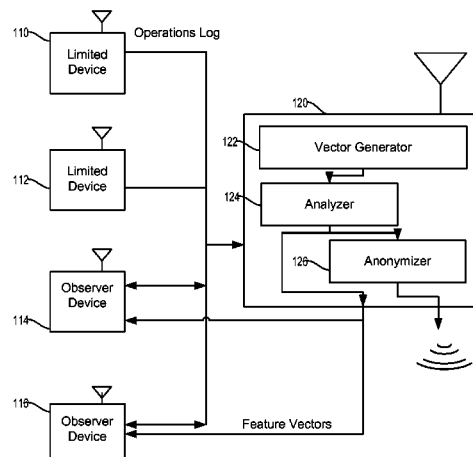 110
Operations Log
Limited
Device
120
122
Vector Generator
112
Limited
Device
124
Analyzer
126
Anonymizer
Observer
Device
114
116
Observer
Device
Feature Vectors